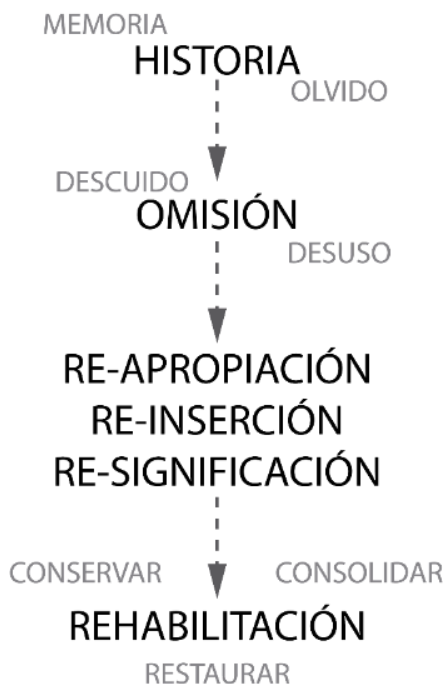 MEMORIA
HISTORIA
OLVIDO
DESCUIDO
OMISIÓN
DESUSO
RE-APROPIACIÓN
RE-INSERCIÓN
RE-SIGNIFICACIÓN
CONSERVAR CONSOLIDAR
REHABILITACIÓN
RESTAURAR